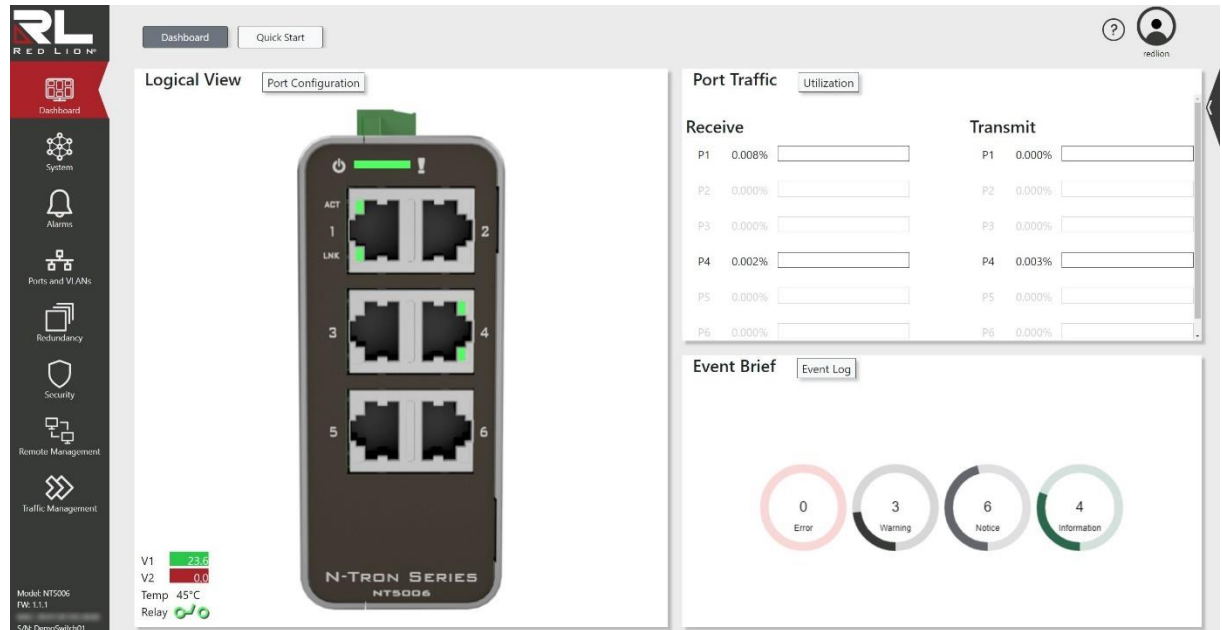 RL
RED LION®
Dashboard
Quick Start
?
redlion
Dashboard
System
Alarms
Ports and VLANs
Redundancy
Security
Remote Management
Traffic Management
Model: NT5006
FW: 1.1.1
S/N: DemoSwitch01
Logical View
Port Configuration
ACT
1
LNK
2
3
4
5
6
N-TRON SERIES
NT5006
V1 23.6
V2 0.0
Temp 45°C
Relay
Port Traffic
Utilization
Receive
P1 0.008%
P2 0.000%
P3 0.000%
P4 0.002%
P5 0.000%
P6 0.000%
Transmit
P1 0.000%
P2 0.000%
P3 0.000%
P4 0.003%
P5 0.000%
P6 0.000%
Event Brief
Event Log
0
Error
3
Warning
6
Notice
4
Information